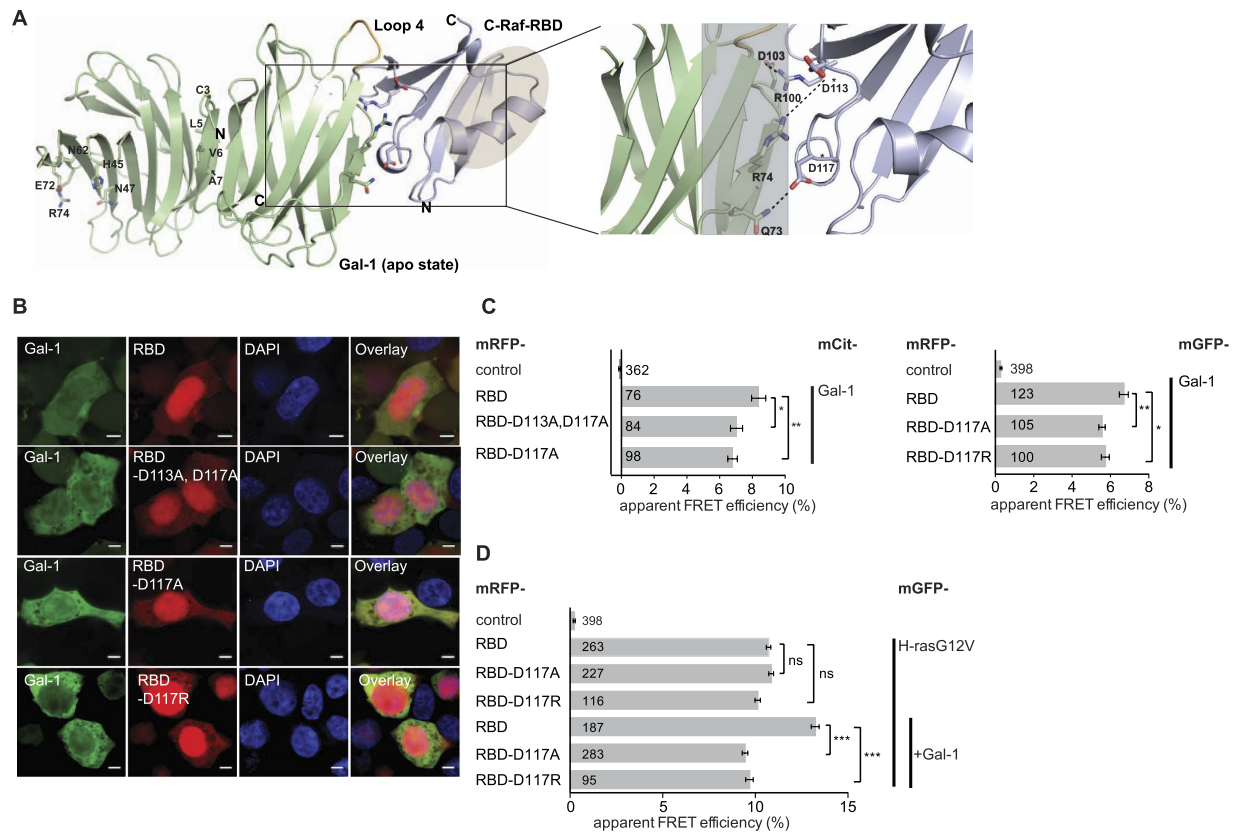 A
Loop 4
C
C-Raf-RBD
C3
L5
N
V6
A7
N62
H45
E72
N47
R74
C
N
Gal-1 (apo state)
D103
D113
R100
D117
R74
Q73
B
Gal-1
RBD
DAPI
Overlay
Gal-1
RBD
-D113A, D117A
DAPI
Overlay
Gal-1
RBD
-D117A
DAPI
Overlay
Gal-1
RBD
-D117R
DAPI
Overlay
C
mRFP-
mCit-
control
362
RBD
76
Gal-1
RBD-D113A,D117A
84
*
**
RBD-D117A
98
0 2 4 6 8 10
apparent FRET efficiency (%)
mRFP-
mGFP-
control
398
RBD
123
Gal-1
RBD-D117A
105
**
*
RBD-D117R
100
0 2 4 6 8
apparent FRET efficiency (%)
D
mRFP-
mGFP-
control
398
RBD
263
H-rasG12V
ns
ns
RBD-D117A
227
RBD-D117R
116
RBD
187
RBD-D117A
283
***
***
+Gal-1
RBD-D117R
95
0 5 10 15
apparent FRET efficiency (%)